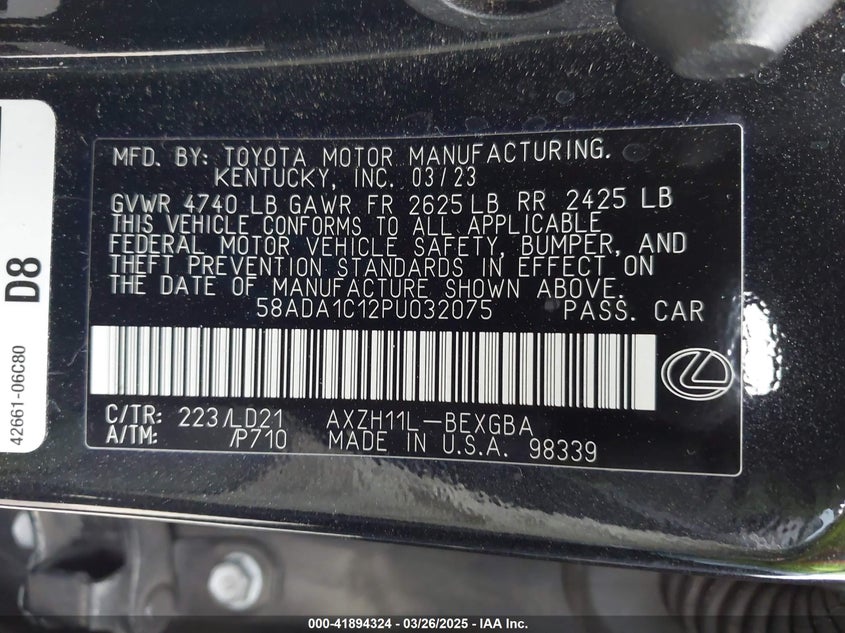 MFD. BY: TOYOTA MOTOR MANUFACTURING.
KENTUCKY, INC. 03/23
GVWR 4740 LB GAWR FR 2625 LB RR 2425 LB
THIS VEHICLE CONFORMS TO ALL APPLICABLE
FEDERAL MOTOR VEHICLE SAFETY, BUMPER, AND
THEFT PREVENTION STANDARDS IN EFFECT ON
THE DATE OF MANUFACTURE SHOWN ABOVE.
58ADA1C12PU032075 PASS. CAR
C/TR: 223/LD21 AXZH11L-BEXGBA
A/TM: /P710 MADE IN U.S.A. 98339
D8
42661-06C80
000-41894324 - 03/26/2025 - IAA Inc.